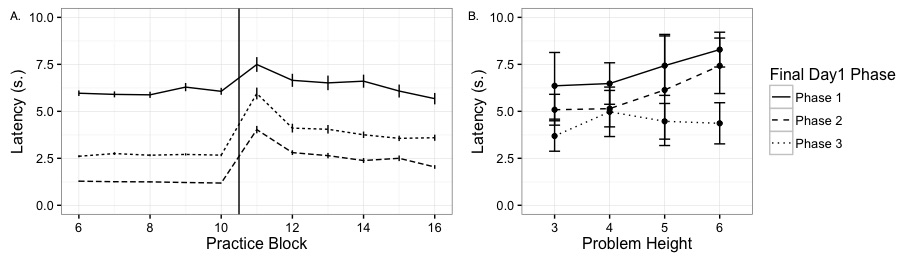 A.
Latency (s.)
10.0
7.5
5.0
2.5
0.0
6 8 10 12 14 16
Practice Block
B.
Latency (s.)
10.0
7.5
5.0
2.5
0.0
3 4 5 6
Problem Height
Final Day1 Phase
Phase 1
Phase 2
Phase 3